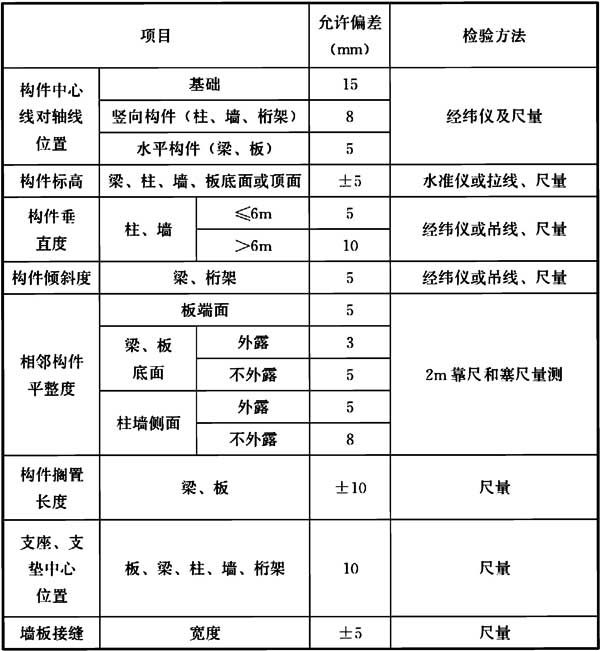 项目
允许偏差
（mm）
检验方法
构件中心
线对轴线
位置
基础
15
经纬仪及尺量
竖向构件（柱、墙、桁架）
8
水平构件（梁、板）
5
构件标高
梁、柱、墙、板底面或顶面
±5
水准仪或拉线、尺量
构件垂
直度
柱、墙
≤6m
5
经纬仪或吊线、尺量
>6m
10
构件倾斜度
梁、桁架
5
经纬仪或吊线、尺量
相邻构件
平整度
板端面
5
2m 靠尺和塞尺量测
梁、板
底面
外露
3
不外露
5
柱墙侧面
外露
5
不外露
8
构件搁置
长度
梁、板
±10
尺量
支座、支
垫中心
位置
板、梁、柱、墙、桁架
10
尺量
墙板接缝
宽度
±5
尺量